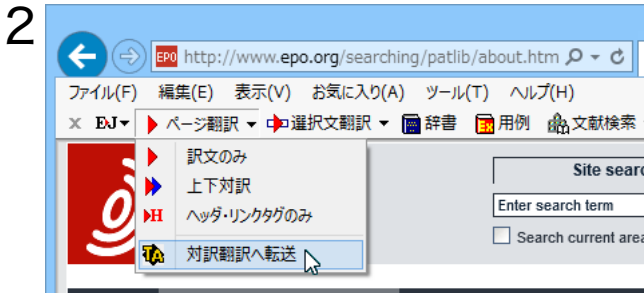 2
EPO http://www.epo.org/searching/patlib/about.htm
ファイル(F) 編集(E) 表示(V) お気に入り(A) ツール(T) ヘルプ(H)
× EJ ページ翻訳 選択文翻訳 辞書 用例 文献検索
訳文のみ
Site sear
上下対訳
Enter search term
H ヘッダ・リンクタグのみ
Search current area
TA 対訳翻訳へ転送